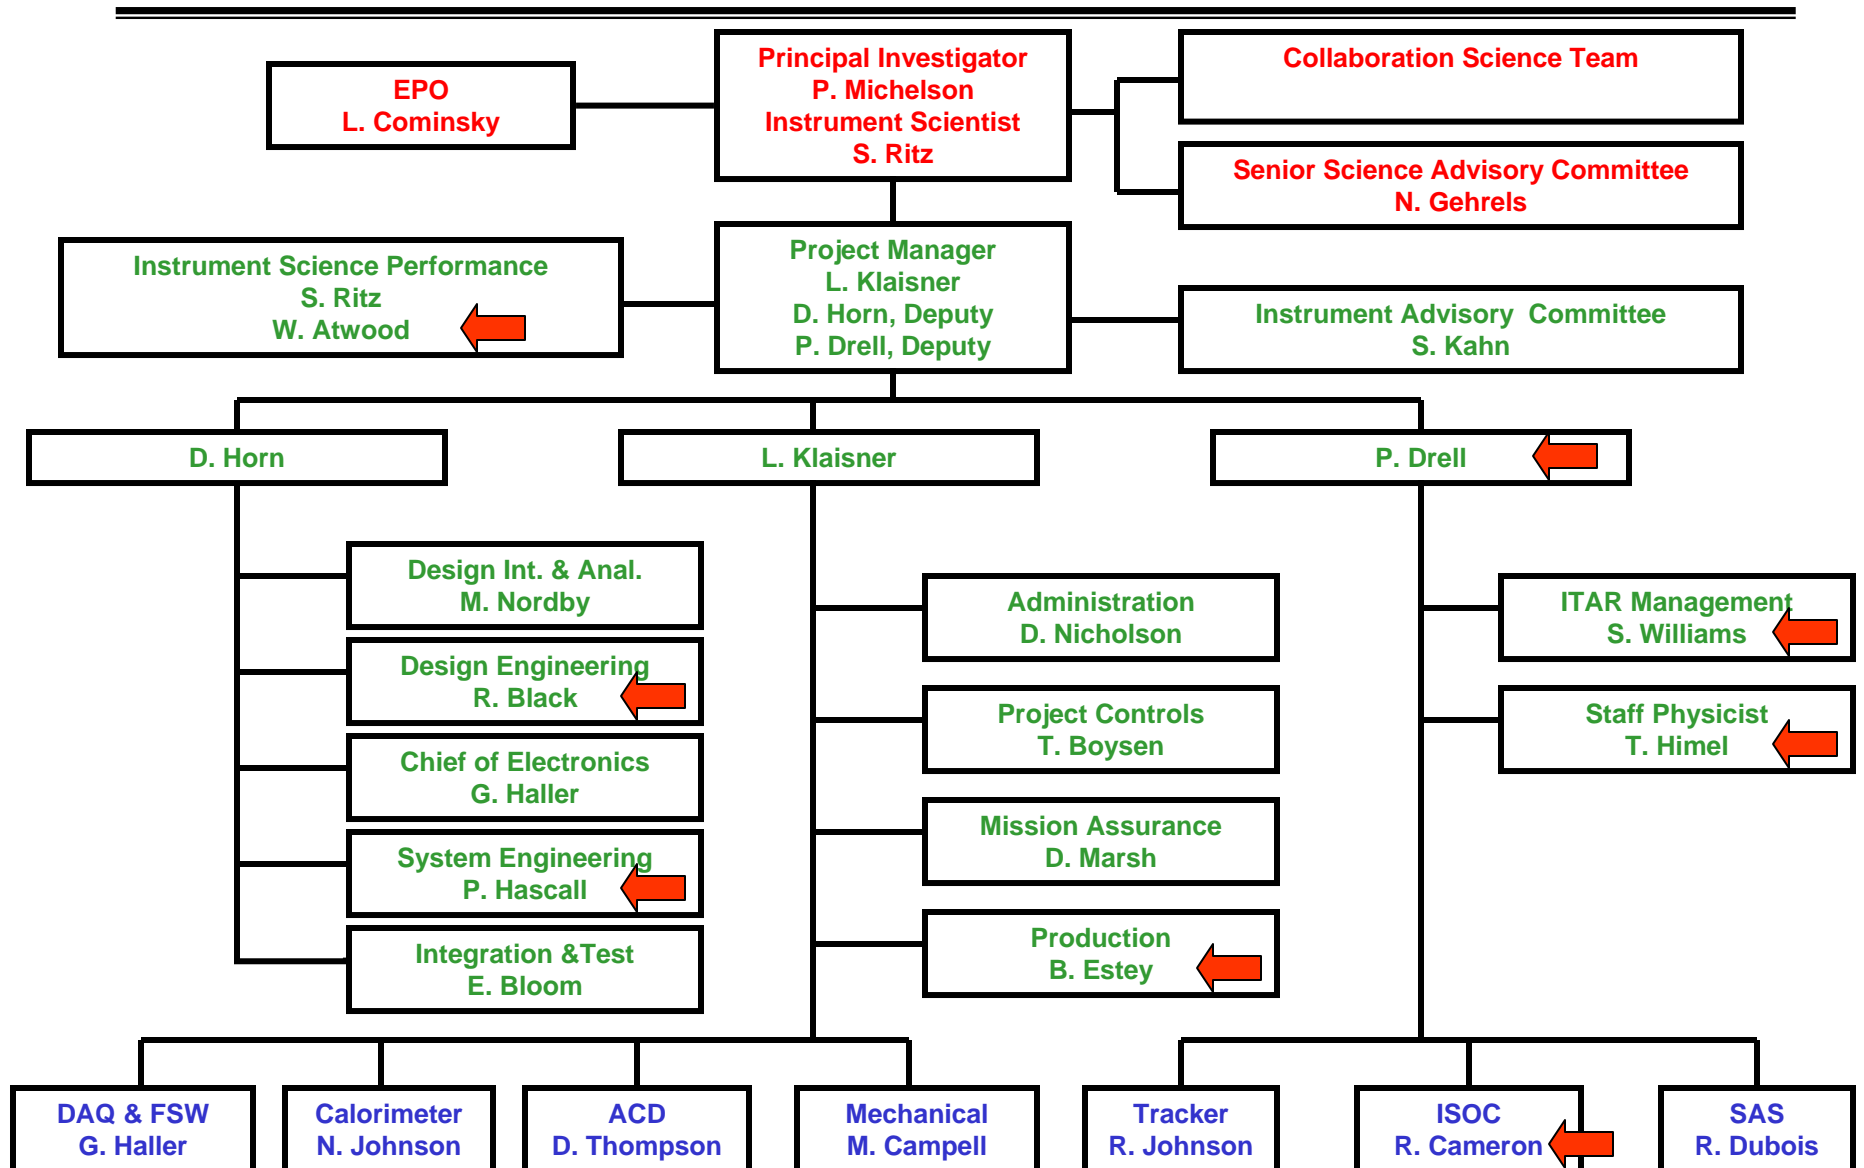 EPO
L. Cominsky
Principal Investigator
P. Michelson
Instrument Scientist
S. Ritz
Collaboration Science Team
Senior Science Advisory Committee
N. Gehrels
Instrument Science Performance
S. Ritz
W. Atwood
Project Manager
L. Klaisner
D. Horn, Deputy
P. Drell, Deputy
Instrument Advisory Committee
S. Kahn
D. Horn
L. Klaisner
P. Drell
Design Int. & Anal.
M. Nordby
Design Engineering
R. Black
Chief of Electronics
G. Haller
System Engineering
P. Hascall
Integration &Test
E. Bloom
Administration
D. Nicholson
Project Controls
T. Boysen
Mission Assurance
D. Marsh
Production
B. Estey
ITAR Management
S. Williams
Staff Physicist
T. Himel
DAQ & FSW
G. Haller
Calorimeter
N. Johnson
ACD
D. Thompson
Mechanical
M. Campell
Tracker
R. Johnson
ISOC
R. Cameron
SAS
R. Dubois